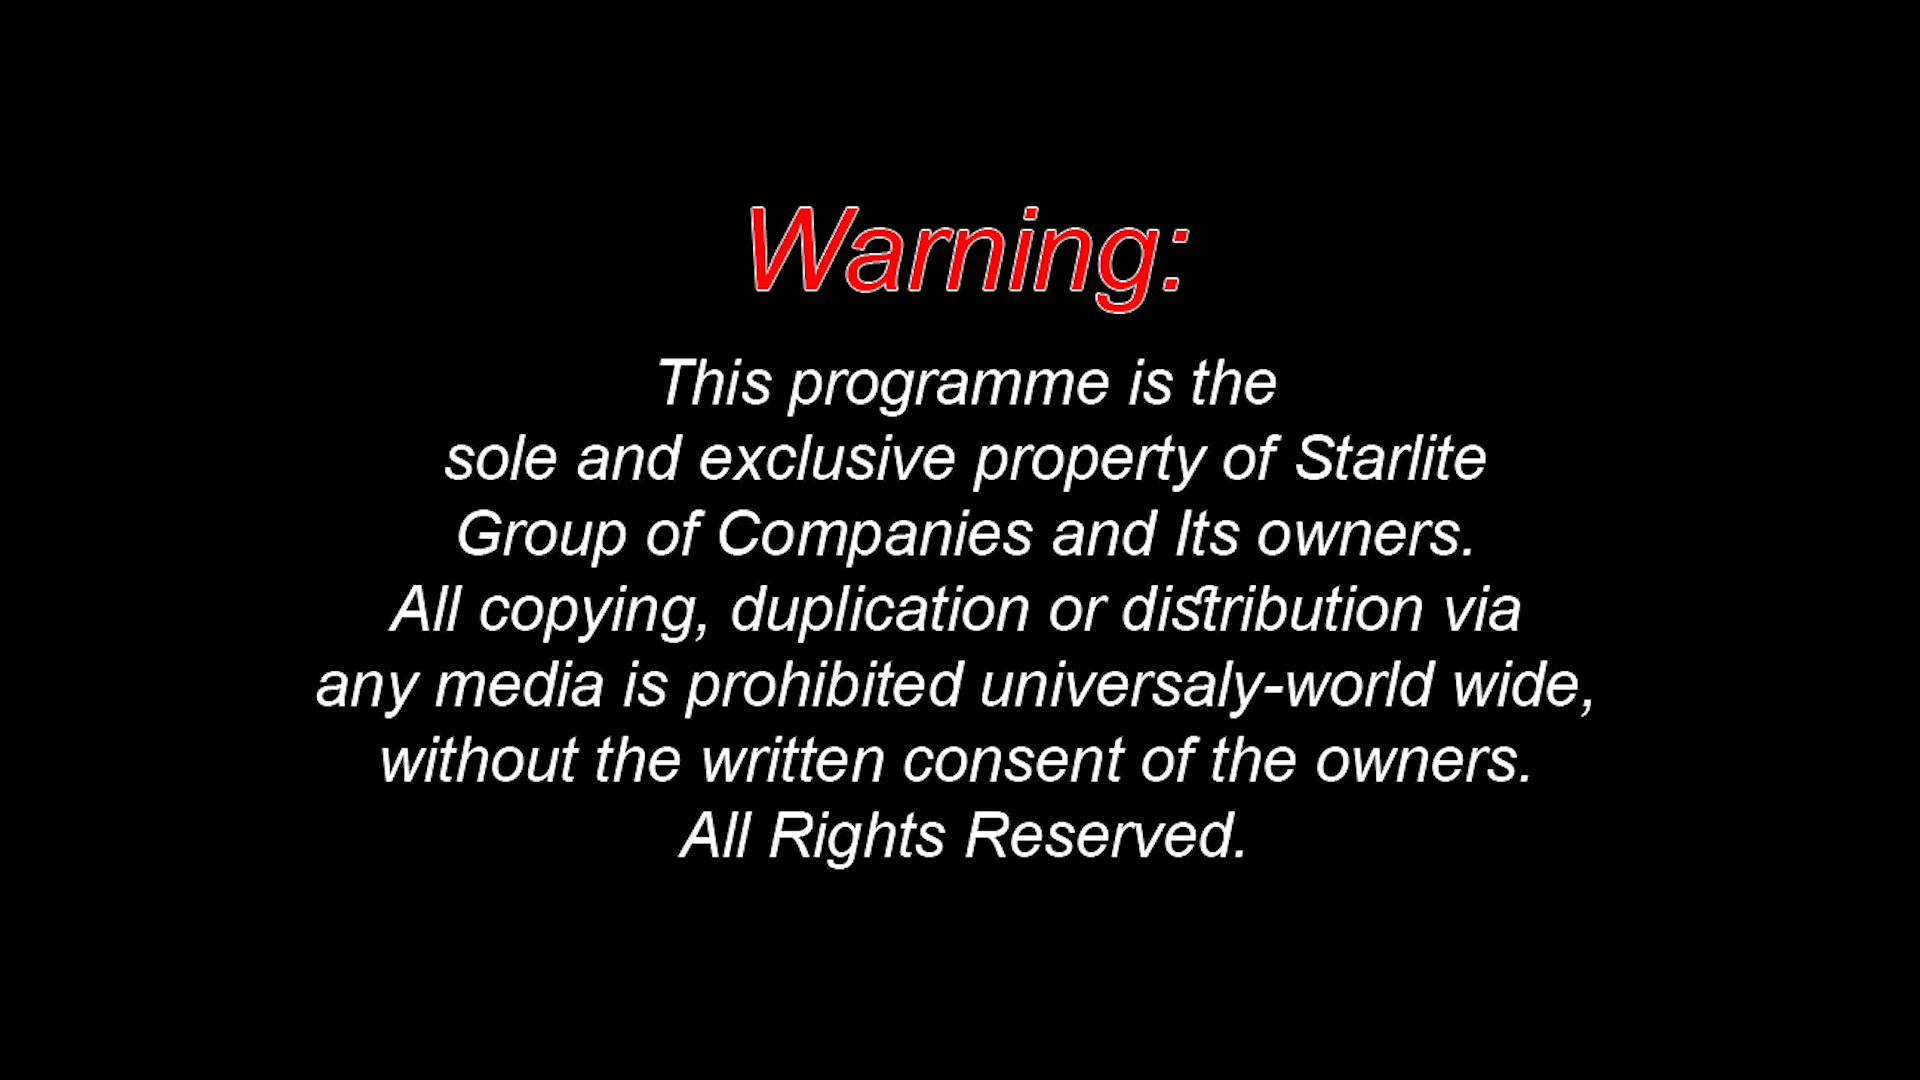 Warning:
This programme is the
sole and exclusive property of Starlite
Group of Companies and Its owners.
All copying, duplication or distribution via
any media is prohibited universaly-world wide,
without the written consent of the owners.
All Rights Reserved.